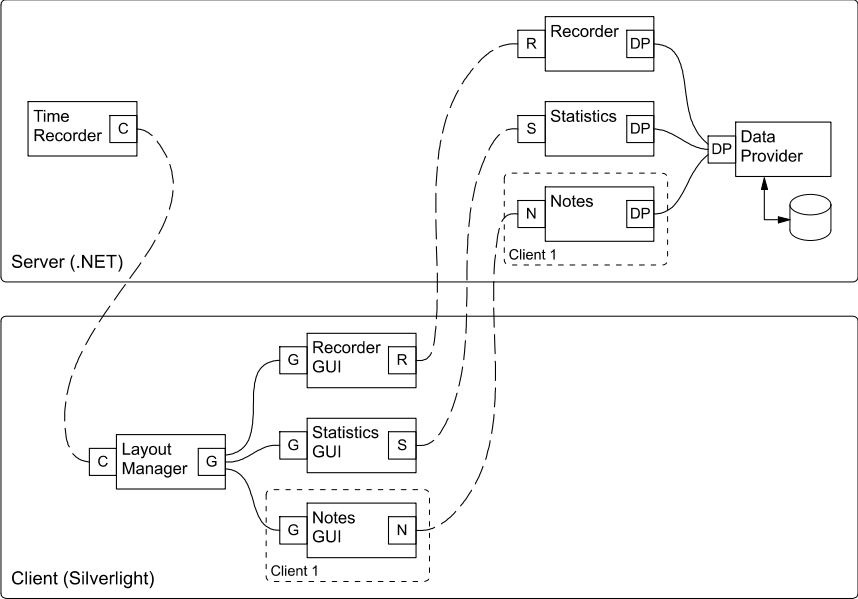 R
Recorder
DP
Time
Recorder
C
S
Statistics
DP
DP
Data
Provider
N
Notes
DP
Client 1
Server (.NET)
G
Recorder
GUI
R
G
Statistics
GUI
S
C
Layout
Manager
G
G
Notes
GUI
N
Client 1
Client (Silverlight)